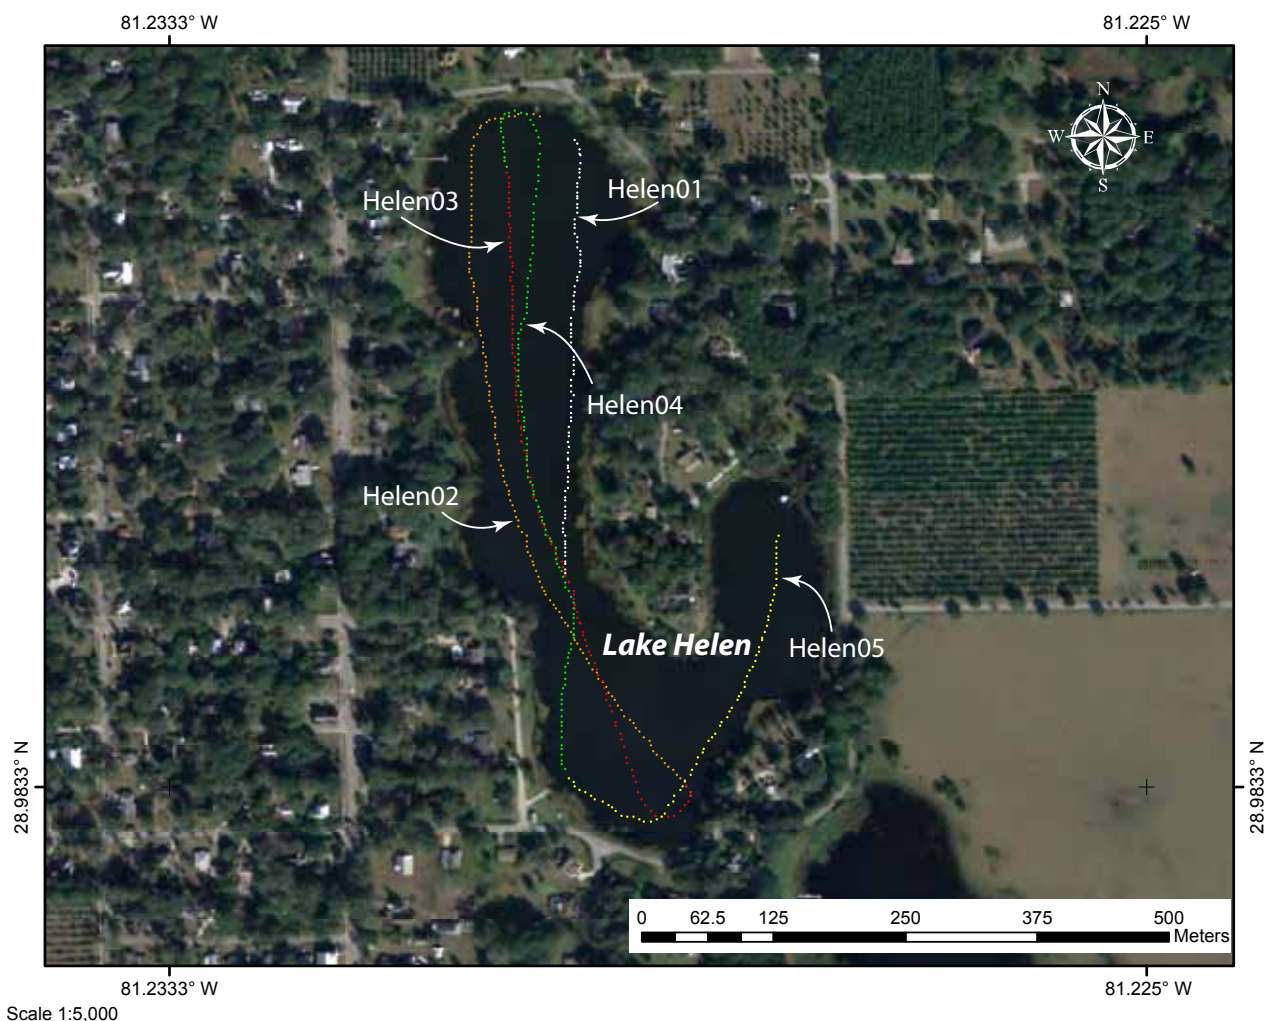 81.2333° W
81.225° W
N
W
E
S
Helen03
Helen01
Helen04
Helen02
Lake Helen
Helen05
28.9833° N
28.9833° N
0 62.5 125 250 375 500
Meters
81.2333° W
81.225° W
Scale 1:5,000